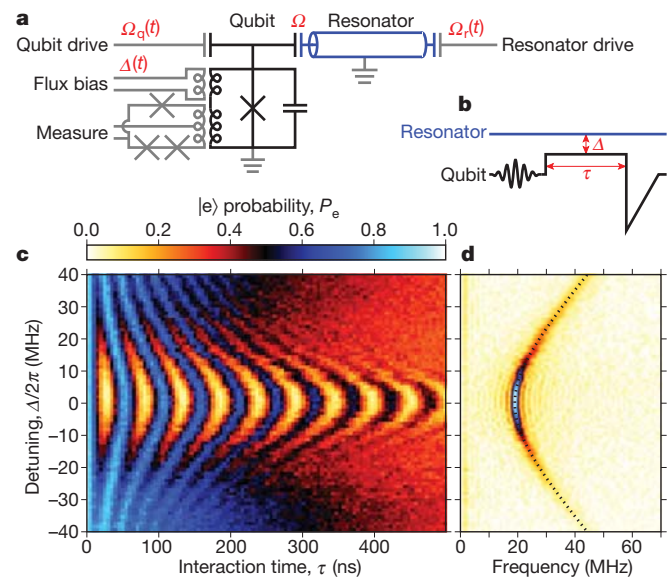 a
Qubit
Ω
Resonator
Ωq(t)
Ωr(t)
Qubit drive
Resonator drive
Δ(t)
Flux bias
Measure
b
Resonator
Δ
Qubit
τ
|e⟩ probability, Pe
0.0 0.2 0.4 0.6 0.8 1.0
c
d
40
30
20
10
0
–10
–20
–30
–40
Detuning, Δ/2π (MHz)
0 100 200 300 400
Interaction time, τ (ns)
0 20 40 60
Frequency (MHz)